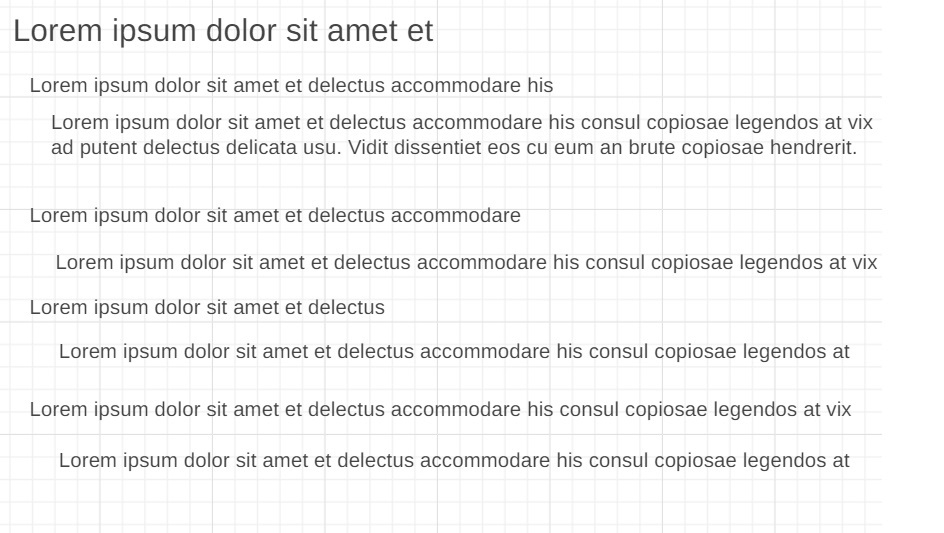 Lorem ipsum dolor sit amet et
Lorem ipsum dolor sit amet et delectus accommodare his
Lorem ipsum dolor sit amet et delectus accommodare his consul copiosae legendos at vix
ad putent delectus delicata usu. Vidit dissentiet eos cu eum an brute copiosae hendrerit.
Lorem ipsum dolor sit amet et delectus accommodare
Lorem ipsum dolor sit amet et delectus accommodare his consul copiosae legendos at vix
Lorem ipsum dolor sit amet et delectus
Lorem ipsum dolor sit amet et delectus accommodare his consul copiosae legendos at
Lorem ipsum dolor sit amet et delectus accommodare his consul copiosae legendos at vix
Lorem ipsum dolor sit amet et delectus accommodare his consul copiosae legendos at